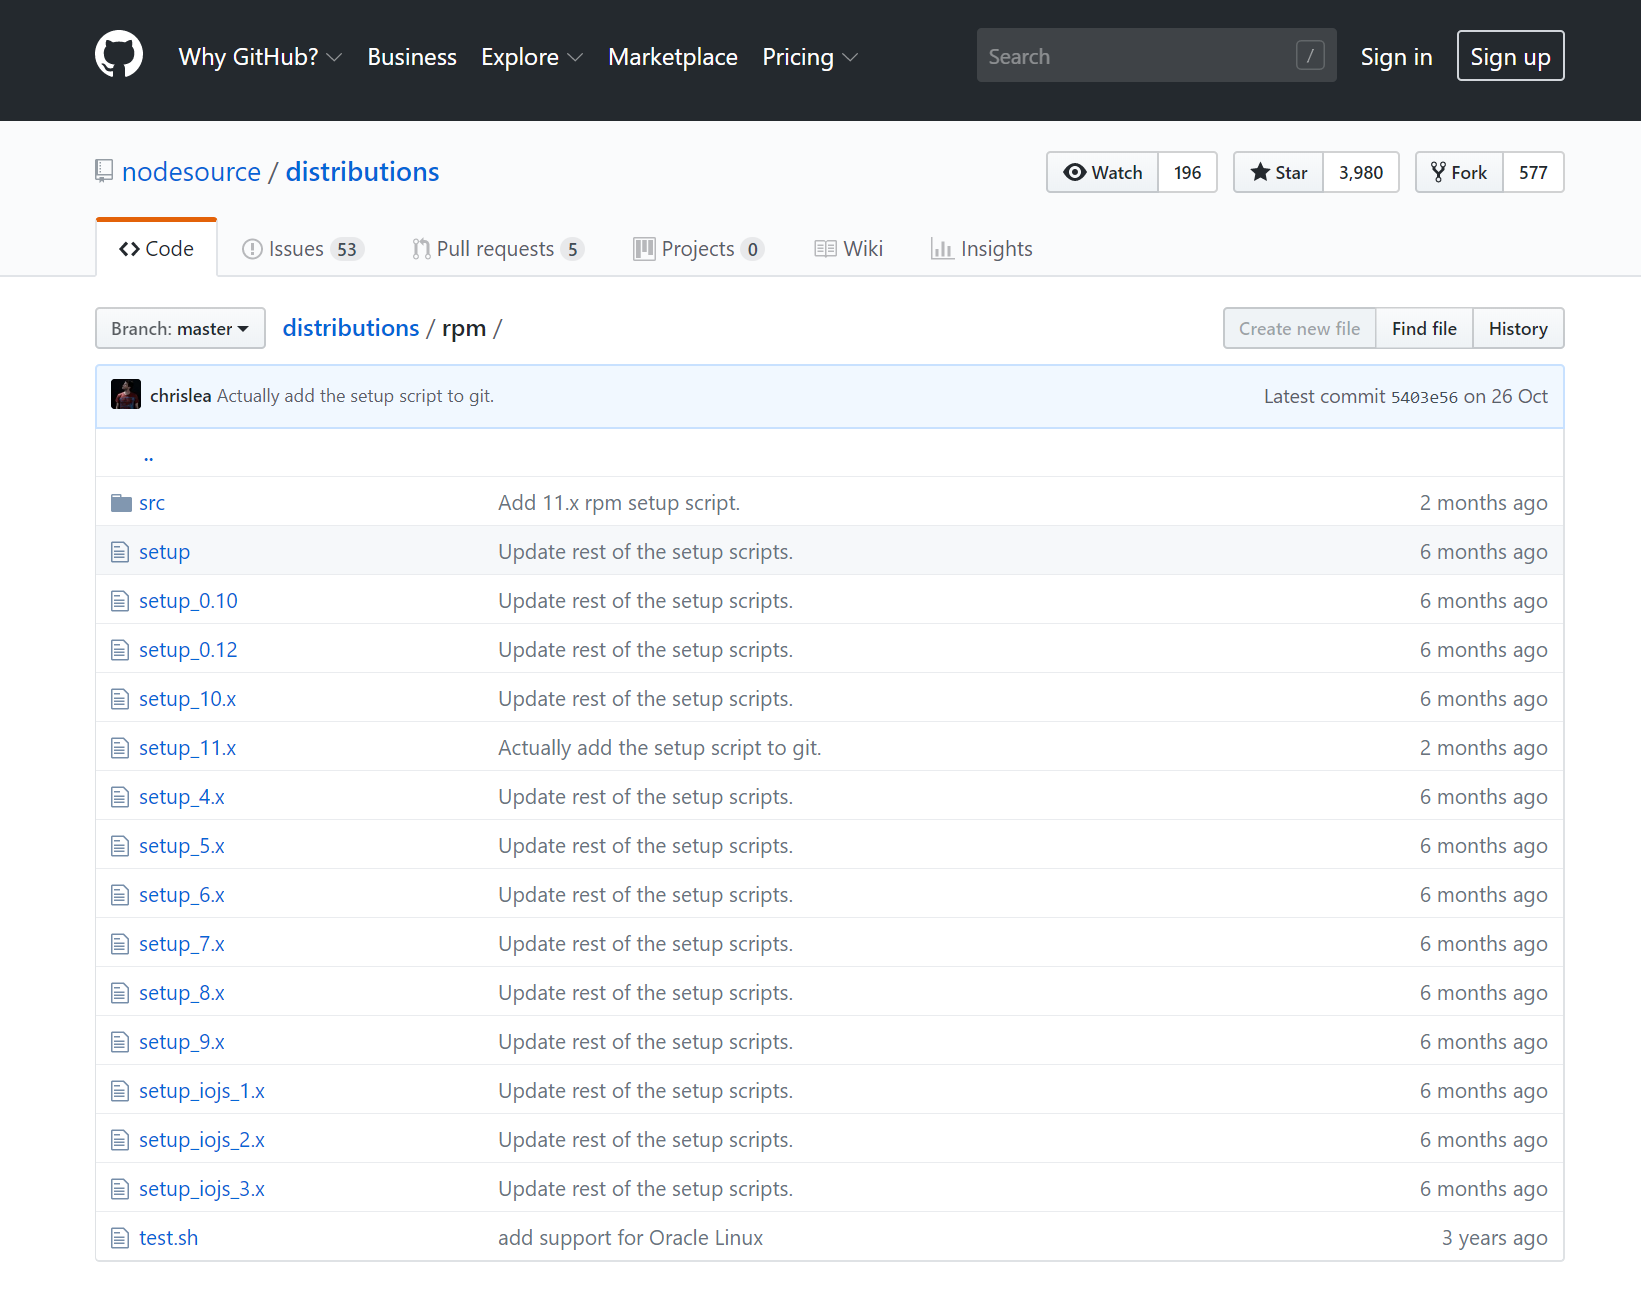 Why GitHub? Business Explore Marketplace Pricing Search / Sign in Sign up
nodesource / distributions Watch 196 Star 3,980 Fork 577
Code Issues 53 Pull requests 5 Projects 0 Wiki Insights
Branch: master distributions / rpm / Create new file Find file History
chrislea Actually add the setup script to git. Latest commit 5403e56 on 26 Oct
..
src Add 11.x rpm setup script. 2 months ago
setup Update rest of the setup scripts. 6 months ago
setup_0.10 Update rest of the setup scripts. 6 months ago
setup_0.12 Update rest of the setup scripts. 6 months ago
setup_10.x Update rest of the setup scripts. 6 months ago
setup_11.x Actually add the setup script to git. 2 months ago
setup_4.x Update rest of the setup scripts. 6 months ago
setup_5.x Update rest of the setup scripts. 6 months ago
setup_6.x Update rest of the setup scripts. 6 months ago
setup_7.x Update rest of the setup scripts. 6 months ago
setup_8.x Update rest of the setup scripts. 6 months ago
setup_9.x Update rest of the setup scripts. 6 months ago
setup_iojs_1.x Update rest of the setup scripts. 6 months ago
setup_iojs_2.x Update rest of the setup scripts. 6 months ago
setup_iojs_3.x Update rest of the setup scripts. 6 months ago
test.sh add support for Oracle Linux 3 years ago